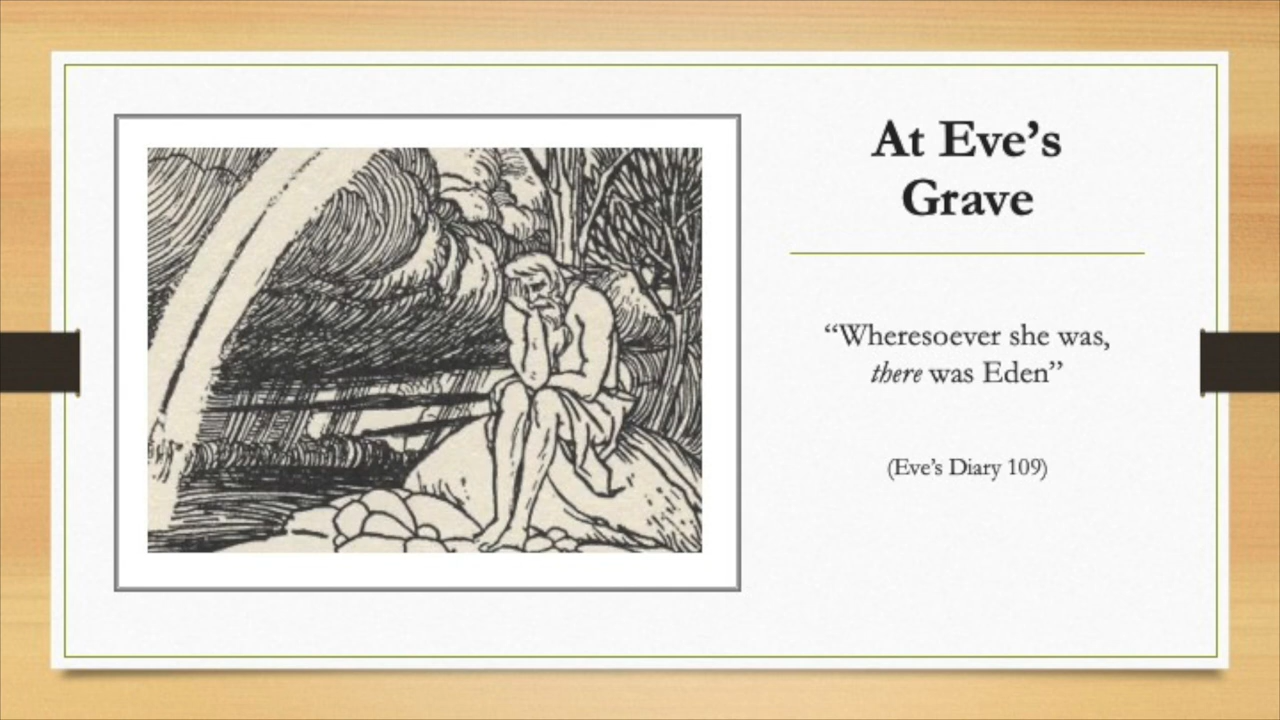 At Eve’s
Grave
“Wheresoever she was,
there was Eden”
(Eve’s Diary 109)